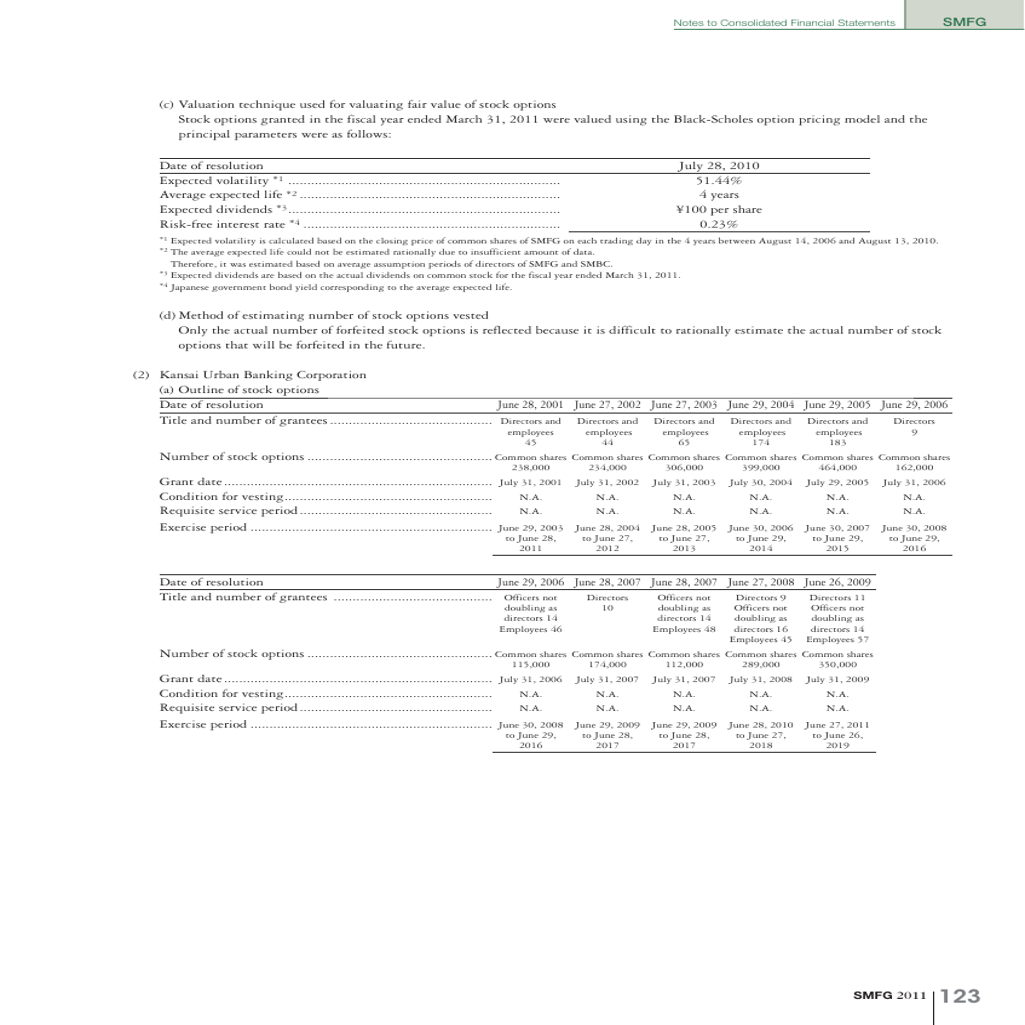 Notes to Consolidated Financial Statements SMFG
(c) Valuation technique used for valuating fair value of stock options
Stock options granted in the fiscal year ended March 31, 2011 were valued using the Black-Scholes option pricing model and the
principal parameters were as follows:
Date of resolution July 28, 2010
Expected volatility *1 ........................................................................ 51.44%
Average expected life *2 ..................................................................... 4 years
Expected dividends *3........................................................................ ¥100 per share
Risk-free interest rate *4 .................................................................... 0.23%
*1 Expected volatility is calculated based on the closing price of common shares of SMFG on each trading day in the 4 years between August 14, 2006 and August 13, 2010.
*2 The average expected life could not be estimated rationally due to insufficient amount of data.
Therefore, it was estimated based on average assumption periods of directors of SMFG and SMBC.
*3 Expected dividends are based on the actual dividends on common stock for the fiscal year ended March 31, 2011.
*4 Japanese government bond yield corresponding to the average expected life.
(d) Method of estimating number of stock options vested
Only the actual number of forfeited stock options is reflected because it is difficult to rationally estimate the actual number of stock
options that will be forfeited in the future.
(2) Kansai Urban Banking Corporation
(a) Outline of stock options
Date of resolution June 28, 2001 June 27, 2002 June 27, 2003 June 29, 2004 June 29, 2005 June 29, 2006
Title and number of grantees ........................................... Directors and Directors and Directors and Directors and Directors and Directors
employees employees employees employees employees 9
45 44 65 174 183
Number of stock options ................................................. Common shares Common shares Common shares Common shares Common shares Common shares
238,000 234,000 306,000 399,000 464,000 162,000
Grant date ....................................................................... July 31, 2001 July 31, 2002 July 31, 2003 July 30, 2004 July 29, 2005 July 31, 2006
Condition for vesting....................................................... N.A. N.A. N.A. N.A. N.A. N.A.
Requisite service period ................................................... N.A. N.A. N.A. N.A. N.A. N.A.
Exercise period ................................................................ June 29, 2003 June 28, 2004 June 28, 2005 June 30, 2006 June 30, 2007 June 30, 2008
to June 28, to June 27, to June 27, to June 29, to June 29, to June 29,
2011 2012 2013 2014 2015 2016
Date of resolution June 29, 2006 June 28, 2007 June 28, 2007 June 27, 2008 June 26, 2009
Title and number of grantees .......................................... Officers not Directors Officers not Directors 9 Directors 11
doubling as 10 doubling as Officers not Officers not
directors 14 directors 14 doubling as doubling as
Employees 46 Employees 48 directors 16 directors 14
Employees 45 Employees 57
Number of stock options ................................................. Common shares Common shares Common shares Common shares Common shares
115,000 174,000 112,000 289,000 350,000
Grant date ....................................................................... July 31, 2006 July 31, 2007 July 31, 2007 July 31, 2008 July 31, 2009
Condition for vesting....................................................... N.A. N.A. N.A. N.A. N.A.
Requisite service period ................................................... N.A. N.A. N.A. N.A. N.A.
Exercise period ................................................................ June 30, 2008 June 29, 2009 June 29, 2009 June 28, 2010 June 27, 2011
to June 29, to June 28, to June 28, to June 27, to June 26,
2016 2017 2017 2018 2019
SMFG 2011 123